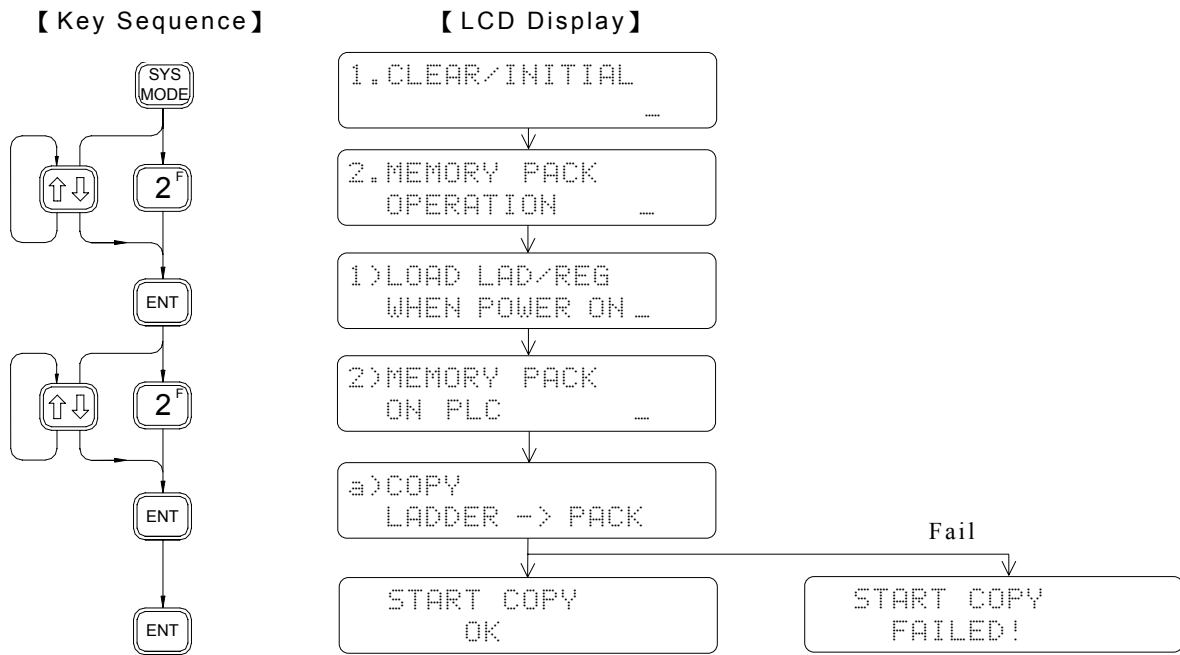 【Key Sequence】
【LCD Display】
SYS
MODE
1.CLEAR/INITIAL
_
⇧⇩
2 F
2.MEMORY PACK
OPERATION _
ENT
1)LOAD LAD/REG
WHEN POWER ON _
⇧⇩
2 F
2)MEMORY PACK
ON PLC _
ENT
a)COPY
LADDER -> PACK
Fail
ENT
START COPY
OK
START COPY
FAILED!